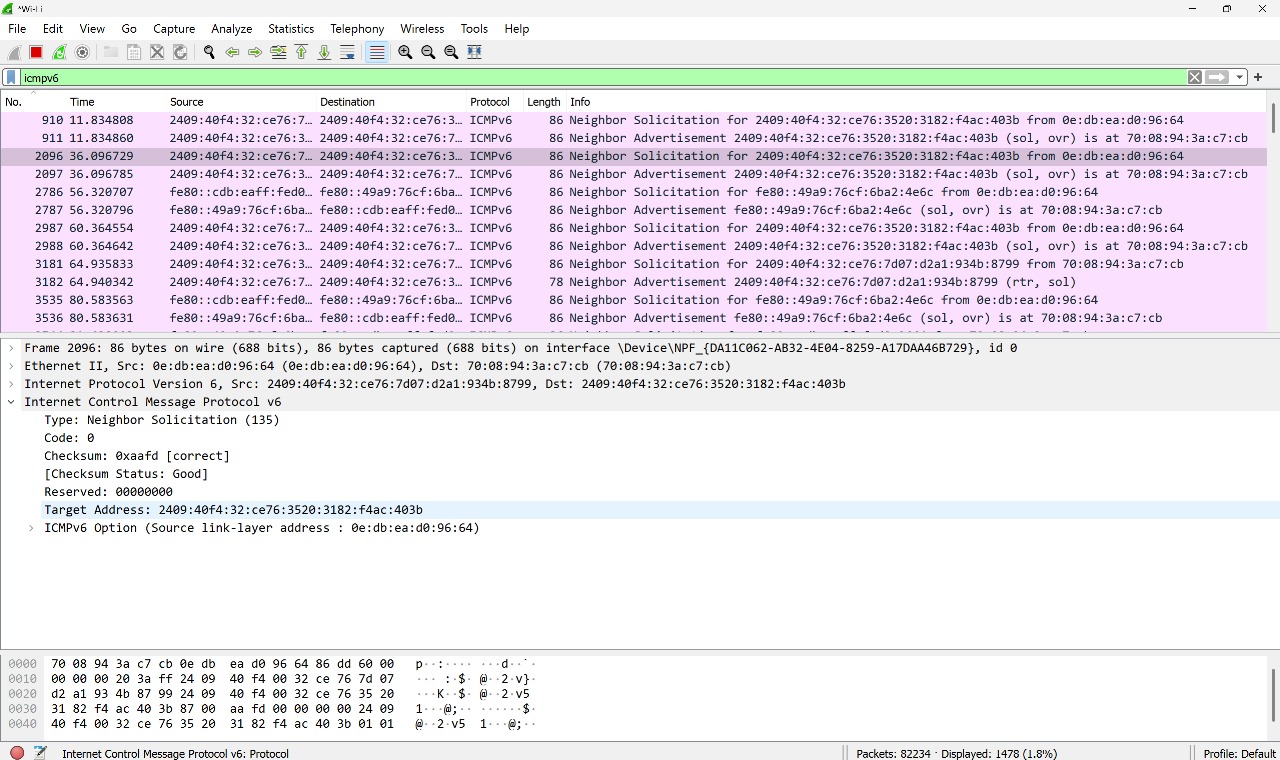 *Wi-Fi
File Edit View Go Capture Analyze Statistics Telephony Wireless Tools Help
icmpv6
No. Time Source Destination Protocol Length Info
910 11.834808 2409:40f4:32:ce76:7… 2409:40f4:32:ce76:3… ICMPv6 86 Neighbor Solicitation for 2409:40f4:32:ce76:3520:3182:f4ac:403b from 0e:db:ea:d0:96:64
911 11.834860 2409:40f4:32:ce76:3… 2409:40f4:32:ce76:7… ICMPv6 86 Neighbor Advertisement 2409:40f4:32:ce76:3520:3182:f4ac:403b (sol, ovr) is at 70:08:94:3a:c7:cb
2096 36.096729 2409:40f4:32:ce76:7… 2409:40f4:32:ce76:3… ICMPv6 86 Neighbor Solicitation for 2409:40f4:32:ce76:3520:3182:f4ac:403b from 0e:db:ea:d0:96:64
2097 36.096785 2409:40f4:32:ce76:3… 2409:40f4:32:ce76:7… ICMPv6 86 Neighbor Advertisement 2409:40f4:32:ce76:3520:3182:f4ac:403b (sol, ovr) is at 70:08:94:3a:c7:cb
2786 56.320707 fe80::cdb:eaff:fed0… fe80::49a9:76cf:6ba… ICMPv6 86 Neighbor Solicitation for fe80::49a9:76cf:6ba2:4e6c from 0e:db:ea:d0:96:64
2787 56.320796 fe80::49a9:76cf:6ba… fe80::cdb:eaff:fed0… ICMPv6 86 Neighbor Advertisement fe80::49a9:76cf:6ba2:4e6c (sol, ovr) is at 70:08:94:3a:c7:cb
2987 60.364554 2409:40f4:32:ce76:7… 2409:40f4:32:ce76:3… ICMPv6 86 Neighbor Solicitation for 2409:40f4:32:ce76:3520:3182:f4ac:403b from 0e:db:ea:d0:96:64
2988 60.364642 2409:40f4:32:ce76:3… 2409:40f4:32:ce76:7… ICMPv6 86 Neighbor Advertisement 2409:40f4:32:ce76:3520:3182:f4ac:403b (sol, ovr) is at 70:08:94:3a:c7:cb
3181 64.935833 2409:40f4:32:ce76:3… 2409:40f4:32:ce76:7… ICMPv6 86 Neighbor Solicitation for 2409:40f4:32:ce76:7d07:d2a1:934b:8799 from 70:08:94:3a:c7:cb
3182 64.940342 2409:40f4:32:ce76:7… 2409:40f4:32:ce76:3… ICMPv6 78 Neighbor Advertisement 2409:40f4:32:ce76:7d07:d2a1:934b:8799 (rtr, sol)
3535 80.583563 fe80::cdb:eaff:fed0… fe80::49a9:76cf:6ba… ICMPv6 86 Neighbor Solicitation for fe80::49a9:76cf:6ba2:4e6c from 0e:db:ea:d0:96:64
3536 80.583631 fe80::49a9:76cf:6ba… fe80::cdb:eaff:fed0… ICMPv6 86 Neighbor Advertisement fe80::49a9:76cf:6ba2:4e6c (sol, ovr) is at 70:08:94:3a:c7:cb
Frame 2096: 86 bytes on wire (688 bits), 86 bytes captured (688 bits) on interface \Device\NPF_{DA11C062-AB32-4E04-8259-A17DAA46B729}, id 0
Ethernet II, Src: 0e:db:ea:d0:96:64 (0e:db:ea:d0:96:64), Dst: 70:08:94:3a:c7:cb (70:08:94:3a:c7:cb)
Internet Protocol Version 6, Src: 2409:40f4:32:ce76:7d07:d2a1:934b:8799, Dst: 2409:40f4:32:ce76:3520:3182:f4ac:403b
Internet Control Message Protocol v6
Type: Neighbor Solicitation (135)
Code: 0
Checksum: 0xaafd [correct]
[Checksum Status: Good]
Reserved: 00000000
Target Address: 2409:40f4:32:ce76:3520:3182:f4ac:403b
ICMPv6 Option (Source link-layer address : 0e:db:ea:d0:96:64)
0000 70 08 94 3a c7 cb 0e db ea d0 96 64 86 dd 60 00 p··:···· ···d··`·
0010 00 00 00 20 3a ff 24 09 40 f4 00 32 ce 76 7d 07 ··· :·$· @··2·v}·
0020 d2 a1 93 4b 87 99 24 09 40 f4 00 32 ce 76 35 20 ···K··$· @··2·v5
0030 31 82 f4 ac 40 3b 87 00 aa fd 00 00 00 00 24 09 1···@;·· ······$·
0040 40 f4 00 32 ce 76 35 20 31 82 f4 ac 40 3b 01 01 @··2·v5 1···@;··
Internet Control Message Protocol v6: Protocol Packets: 82234 · Displayed: 1478 (1.8%) Profile: Default